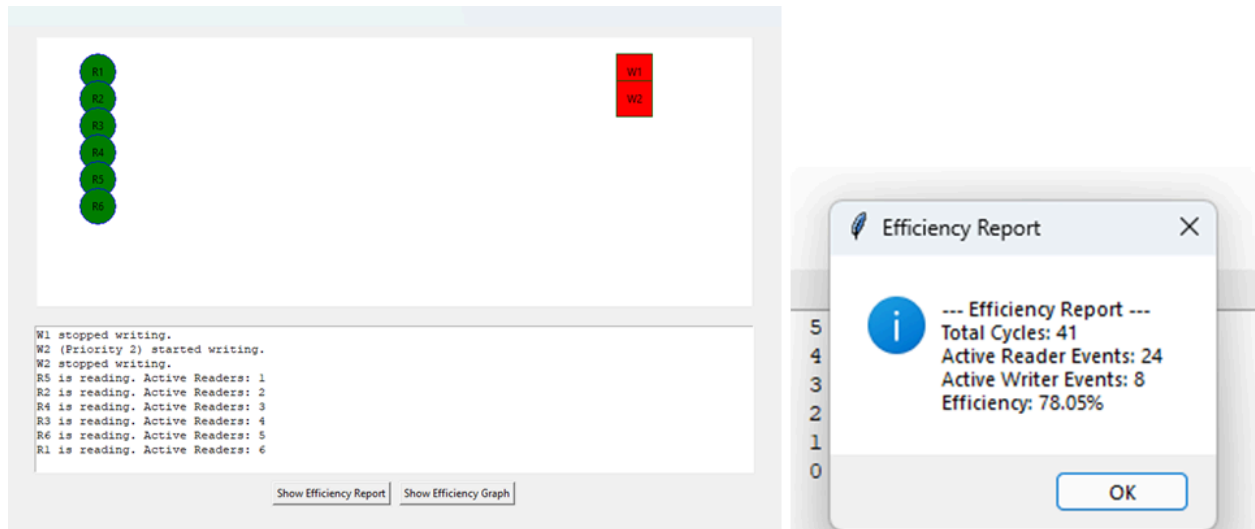 R1
R2
R3
R4
R5
R6
W1
W2
W1 stopped writing.
W2 (Priority 2) started writing.
W2 stopped writing.
R5 is reading. Active Readers: 1
R2 is reading. Active Readers: 2
R4 is reading. Active Readers: 3
R3 is reading. Active Readers: 4
R6 is reading. Active Readers: 5
R1 is reading. Active Readers: 6
Show Efficiency Report
Show Efficiency Graph
Efficiency Report
--- Efficiency Report ---
Total Cycles: 41
Active Reader Events: 24
Active Writer Events: 8
Efficiency: 78.05%
OK
5
4
3
2
1
0